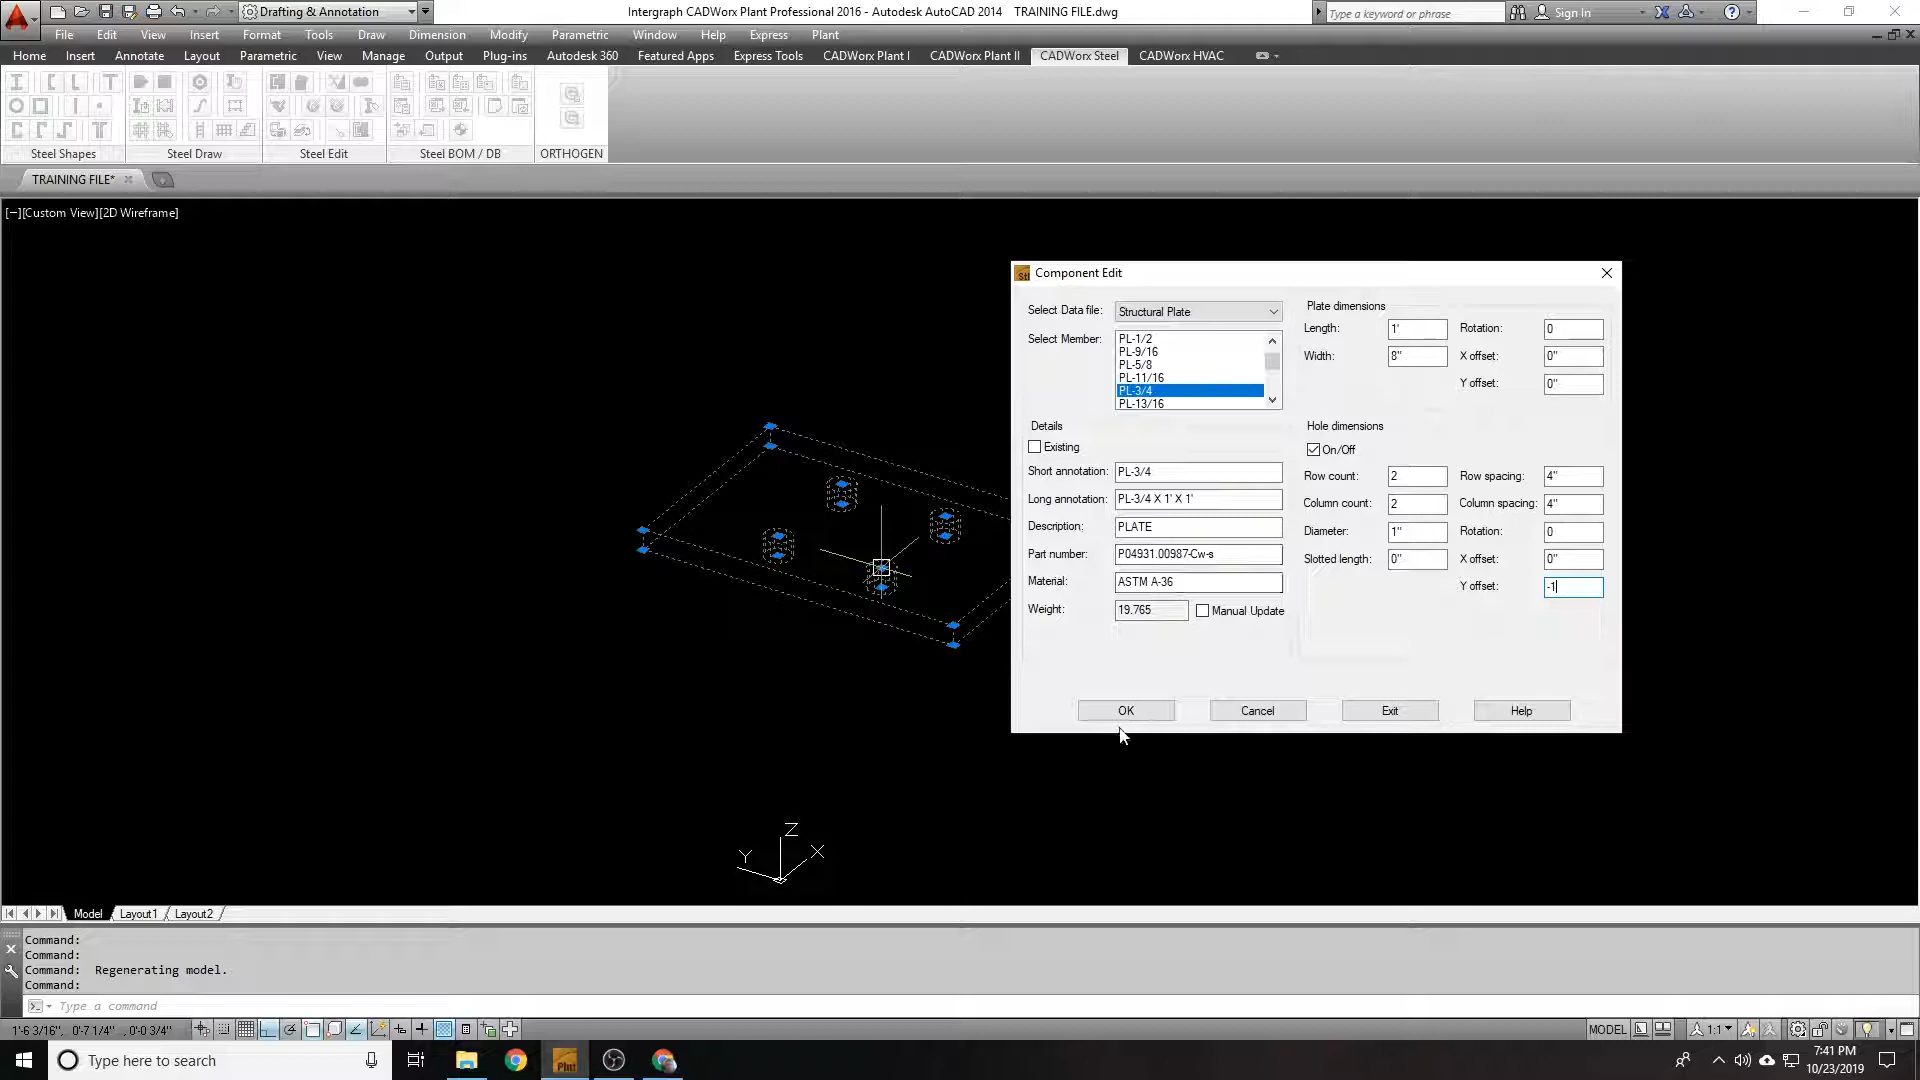 Drafting & Annotation
Intergraph CADWorx Plant Professional 2016 - Autodesk AutoCAD 2014 TRAINING FILE.dwg
Type a keyword or phrase
Sign In
File Edit View Insert Format Tools Draw Dimension Modify Parametric Window Help Express Plant
Home Insert Annotate Layout Parametric View Manage Output Plug-ins Autodesk 360 Featured Apps Express Tools CADWorx Plant I CADWorx Plant II CADWorx Steel CADWorx HVAC
Steel Shapes Steel Draw Steel Edit Steel BOM / DB ORTHOGEN
TRAINING FILE*
[−][Custom View][2D Wireframe]
Component Edit
Select Data file: Structural Plate
Select Member:
PL-1/2
PL-9/16
PL-5/8
PL-11/16
PL-3/4
PL-13/16
Details
Existing
Short annotation: PL-3/4
Long annotation: PL-3/4 X 1' X 1'
Description: PLATE
Part number: P04931.00987-Cw-s
Material: ASTM A-36
Weight: 19.765 Manual Update
Plate dimensions
Length: 1' Rotation: 0
Width: 8" X offset: 0"
Y offset: 0"
Hole dimensions
On/Off
Row count: 2 Row spacing: 4"
Column count: 2 Column spacing: 4"
Diameter: 1" Rotation: 0
Slotted length: 0" X offset: 0"
Y offset: -1
OK Cancel Exit Help
Z
Y X
Model Layout1 Layout2
Command:
Command:
Command: Regenerating model.
Command:
Type a command
1'-6 3/16", 0'-7 1/4" , 0'-0 3/4"
MODEL 1:1
Type here to search
Plnt
7:41 PM
10/23/2019